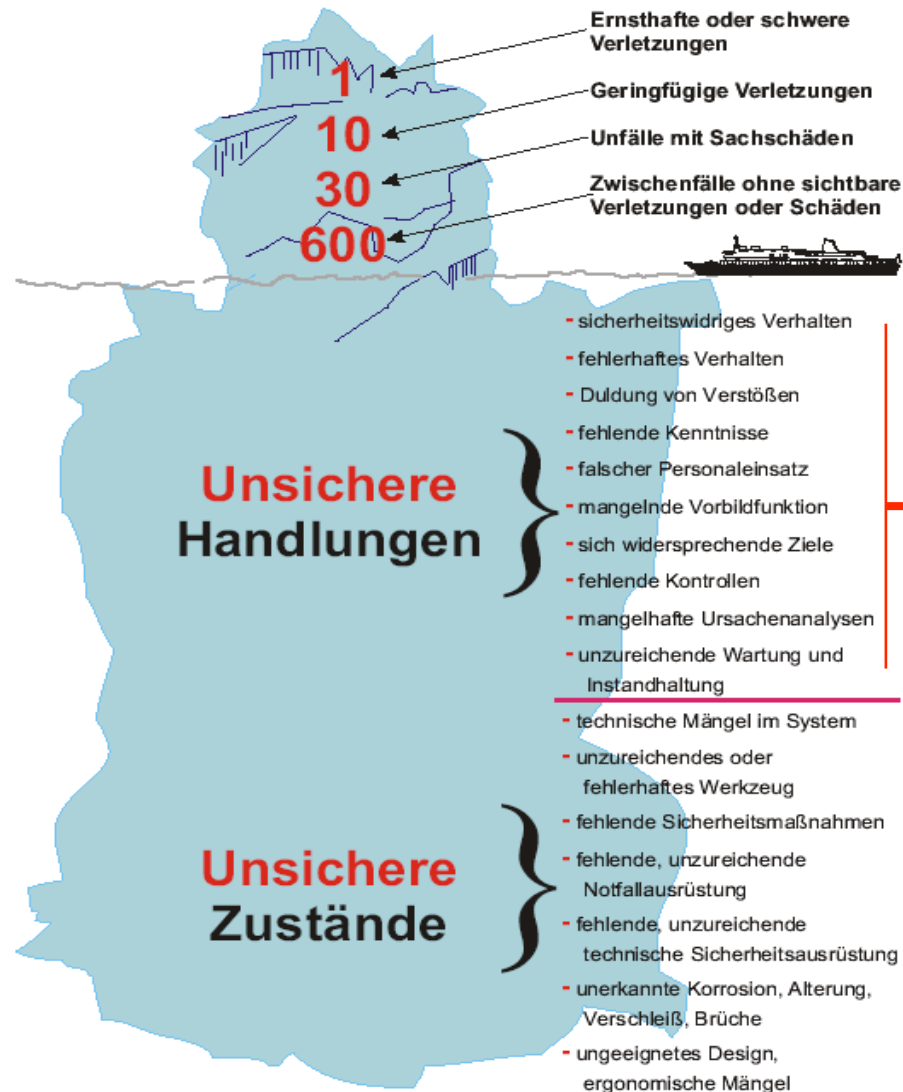 Ernsthafte oder schwere
Verletzungen
1
Geringfügige Verletzungen
10
Unfälle mit Sachschäden
30
Zwischenfälle ohne sichtbare
Verletzungen oder Schäden
600
- sicherheitswidriges Verhalten
- fehlerhaftes Verhalten
- Duldung von Verstößen
- fehlende Kenntnisse
- falscher Personaleinsatz
- mangelnde Vorbildfunktion
- sich widersprechende Ziele
- fehlende Kontrollen
- mangelhafte Ursachenanalysen
- unzureichende Wartung und
Instandhaltung
Unsichere
Handlungen
- technische Mängel im System
- unzureichendes oder
fehlerhaftes Werkzeug
- fehlende Sicherheitsmaßnahmen
- fehlende, unzureichende
Notfallausrüstung
- fehlende, unzureichende
technische Sicherheitsausrüstung
- unerkannte Korrosion, Alterung,
Verschleiß, Brüche
- ungeeignetes Design,
ergonomische Mängel
Unsichere
Zustände